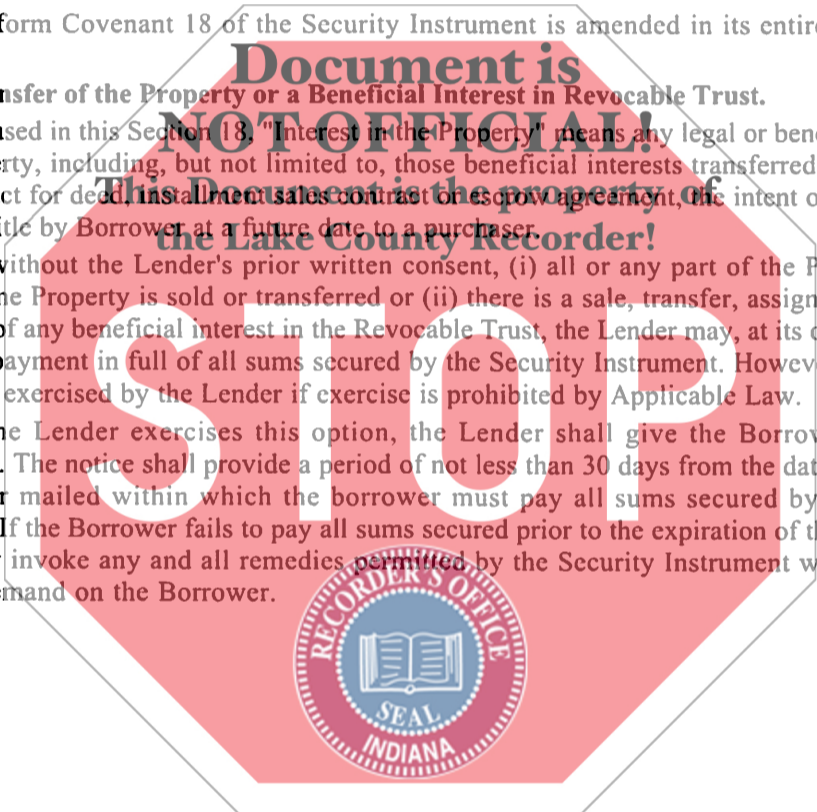 form Covenant 18 of the Security Instrument is amended in its entire
Document is
nsfer of the Property or a Beneficial Interest in Revocable Trust.
NOT OFFICIAL!
used in this Section 18, "Interest in the Property" means any legal or bene
rty, including, but not limited to, those beneficial interests transferred
This Document is the property of
ct for deed, installment sales contract or escrow agreement, the intent o
the Lake County Recorder!
itle by Borrower at a future date to a purchaser.
without the Lender's prior written consent, (i) all or any part of the P
he Property is sold or transferred or (ii) there is a sale, transfer, assign
of any beneficial interest in the Revocable Trust, the Lender may, at its o
payment in full of all sums secured by the Security Instrument. Howeve
exercised by the Lender if exercise is prohibited by Applicable Law.
STOP
he Lender exercises this option, the Lender shall give the Borrow
. The notice shall provide a period of not less than 30 days from the dat
r mailed within which the borrower must pay all sums secured by
If the Borrower fails to pay all sums secured prior to the expiration of th
invoke any and all remedies permitted by the Security Instrument w
mand on the Borrower.
RECORDER'S OFFICE
SEAL
INDIANA